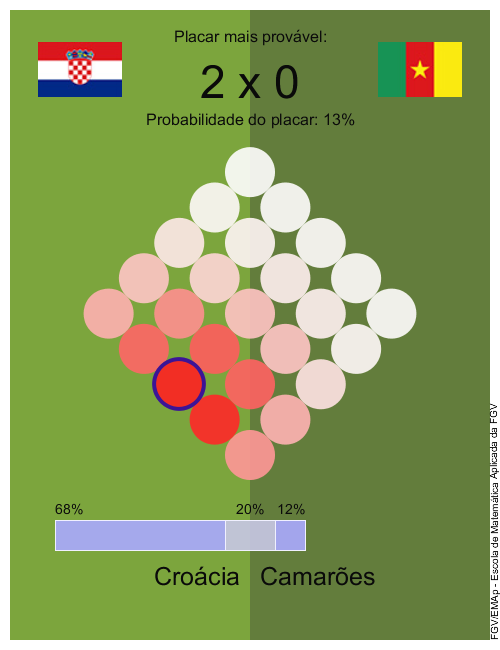 Placar mais provável:
2 x 0
Probabilidade do placar: 13%
68%
20%
12%
Croácia
Camarões
FGV/EMAp - Escola de Matemática Aplicada da FGV